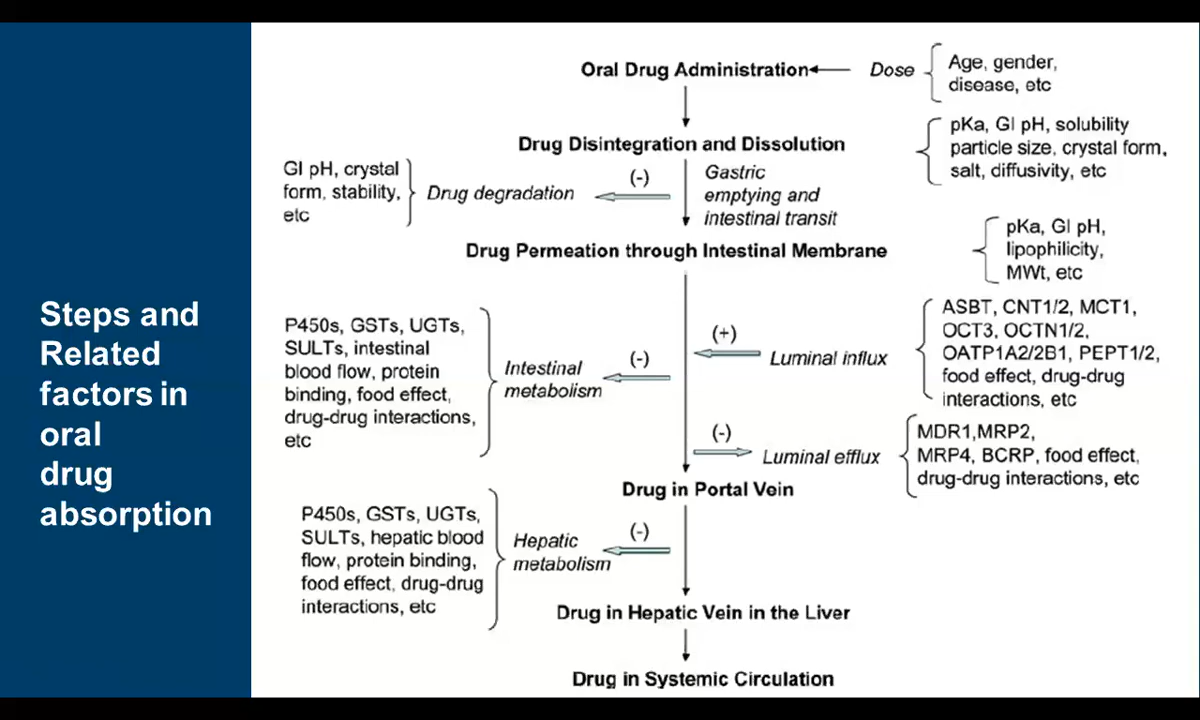 Steps and
Related
factors in
oral
drug
absorption
Oral Drug Administration
Dose
Age, gender,
disease, etc
Drug Disintegration and Dissolution
pKa, GI pH, solubility
particle size, crystal form,
salt, diffusivity, etc
GI pH, crystal
form, stability,
etc
Drug degradation
(-)
Gastric
emptying and
intestinal transit
Drug Permeation through Intestinal Membrane
pKa, GI pH,
lipophilicity,
MWt, etc
P450s, GSTs, UGTs,
SULTs, intestinal
blood flow, protein
binding, food effect,
drug-drug interactions,
etc
Intestinal
metabolism
(-)
(+)
Luminal influx
ASBT, CNT1/2, MCT1,
OCT3, OCTN1/2,
OATP1A2/2B1, PEPT1/2,
food effect, drug-drug
interactions, etc
(-)
Luminal efflux
MDR1,MRP2,
MRP4, BCRP, food effect,
drug-drug interactions, etc
Drug in Portal Vein
P450s, GSTs, UGTs,
SULTs, hepatic blood
flow, protein binding,
food effect, drug-drug
interactions, etc
Hepatic
metabolism
(-)
Drug in Hepatic Vein in the Liver
Drug in Systemic Circulation